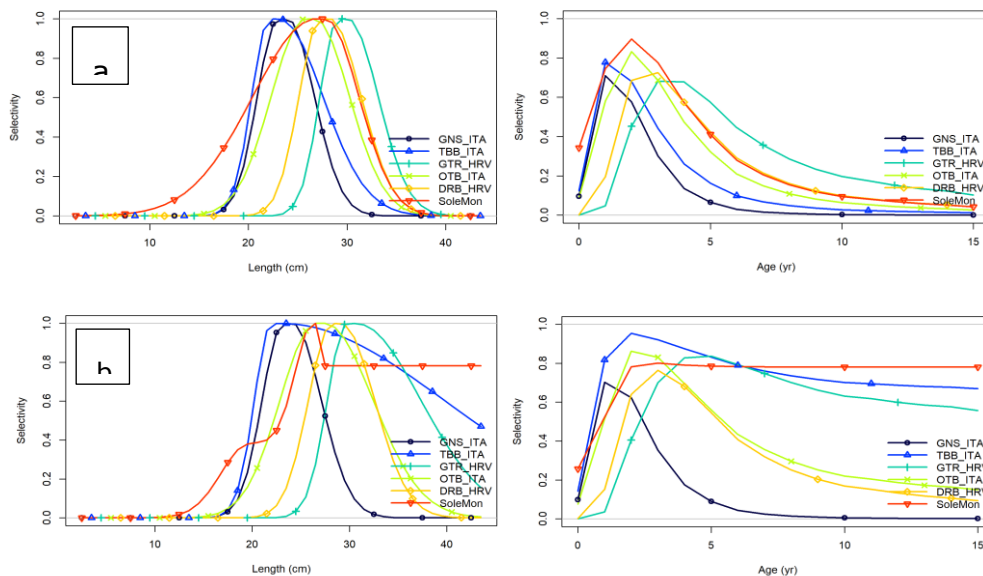 a
Selectivity
0.0 0.2 0.4 0.6 0.8 1.0
GNS_ITA
TBB_ITA
GTR_HRV
OTB_ITA
DRB_HRV
SoleMon
10 20 30 40
Length (cm)
Selectivity
0.0 0.2 0.4 0.6 0.8 1.0
GNS_ITA
TBB_ITA
GTR_HRV
OTB_ITA
DRB_HRV
SoleMon
0 5 10 15
Age (yr)
b
Selectivity
0.0 0.2 0.4 0.6 0.8 1.0
GNS_ITA
TBB_ITA
GTR_HRV
OTB_ITA
DRB_HRV
SoleMon
10 20 30 40
Length (cm)
Selectivity
0.0 0.2 0.4 0.6 0.8 1.0
GNS_ITA
TBB_ITA
GTR_HRV
OTB_ITA
DRB_HRV
SoleMon
0 5 10 15
Age (yr)